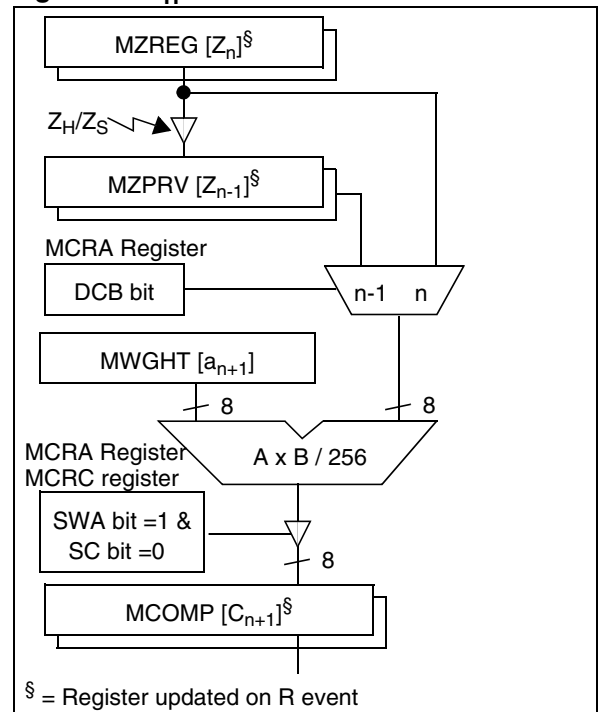 MZREG [Zn]§
ZH/ZS
MZPRV [Zn-1]§
MCRA Register
DCB bit
n-1 n
MWGHT [an+1]
8 8
A x B / 256
MCRA Register
MCRC register
SWA bit =1 &
SC bit =0
8
MCOMP [Cn+1]§
§ = Register updated on R event